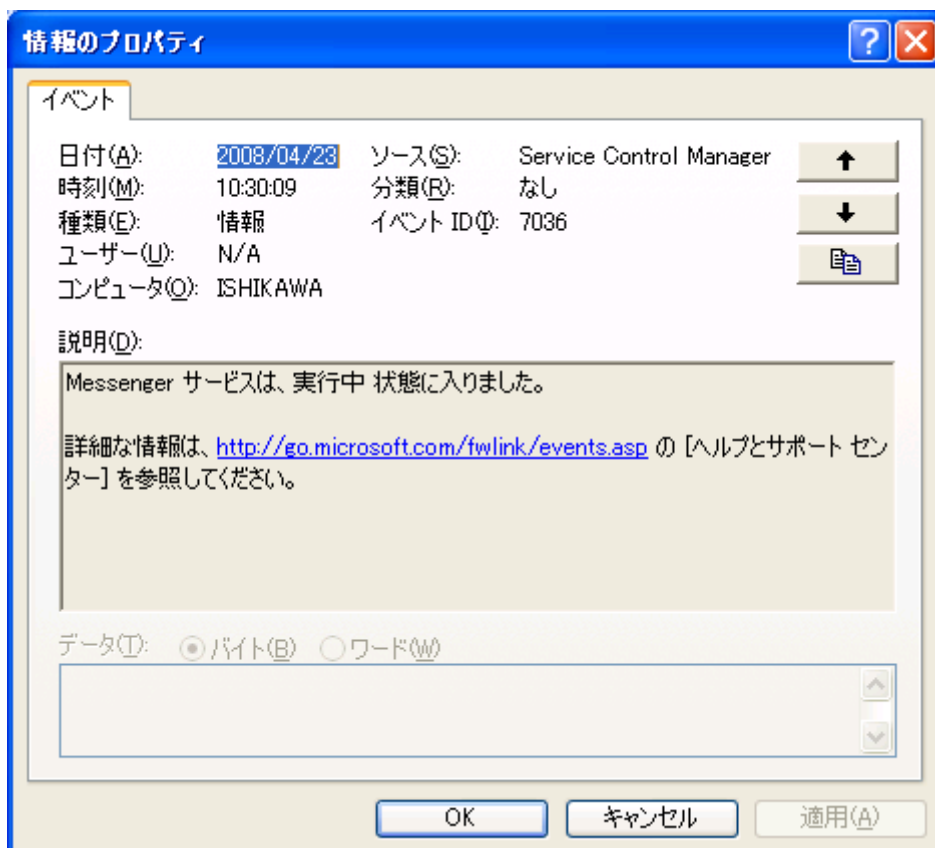 情報のプロパティ
イベント
日付(A): 2008/04/23 ソース(S): Service Control Manager
時刻(M): 10:30:09 分類(R): なし
種類(E): 情報 イベント ID(I): 7036
ユーザー(U): N/A
コンピュータ(O): ISHIKAWA
説明(D):
Messenger サービスは、実行中 状態に入りました。
詳細な情報は、http://go.microsoft.com/fwlink/events.asp の [ヘルプとサポート セン
ター] を参照してください。
データ(T): バイト(B) ワード(W)
OK キャンセル 適用(A)